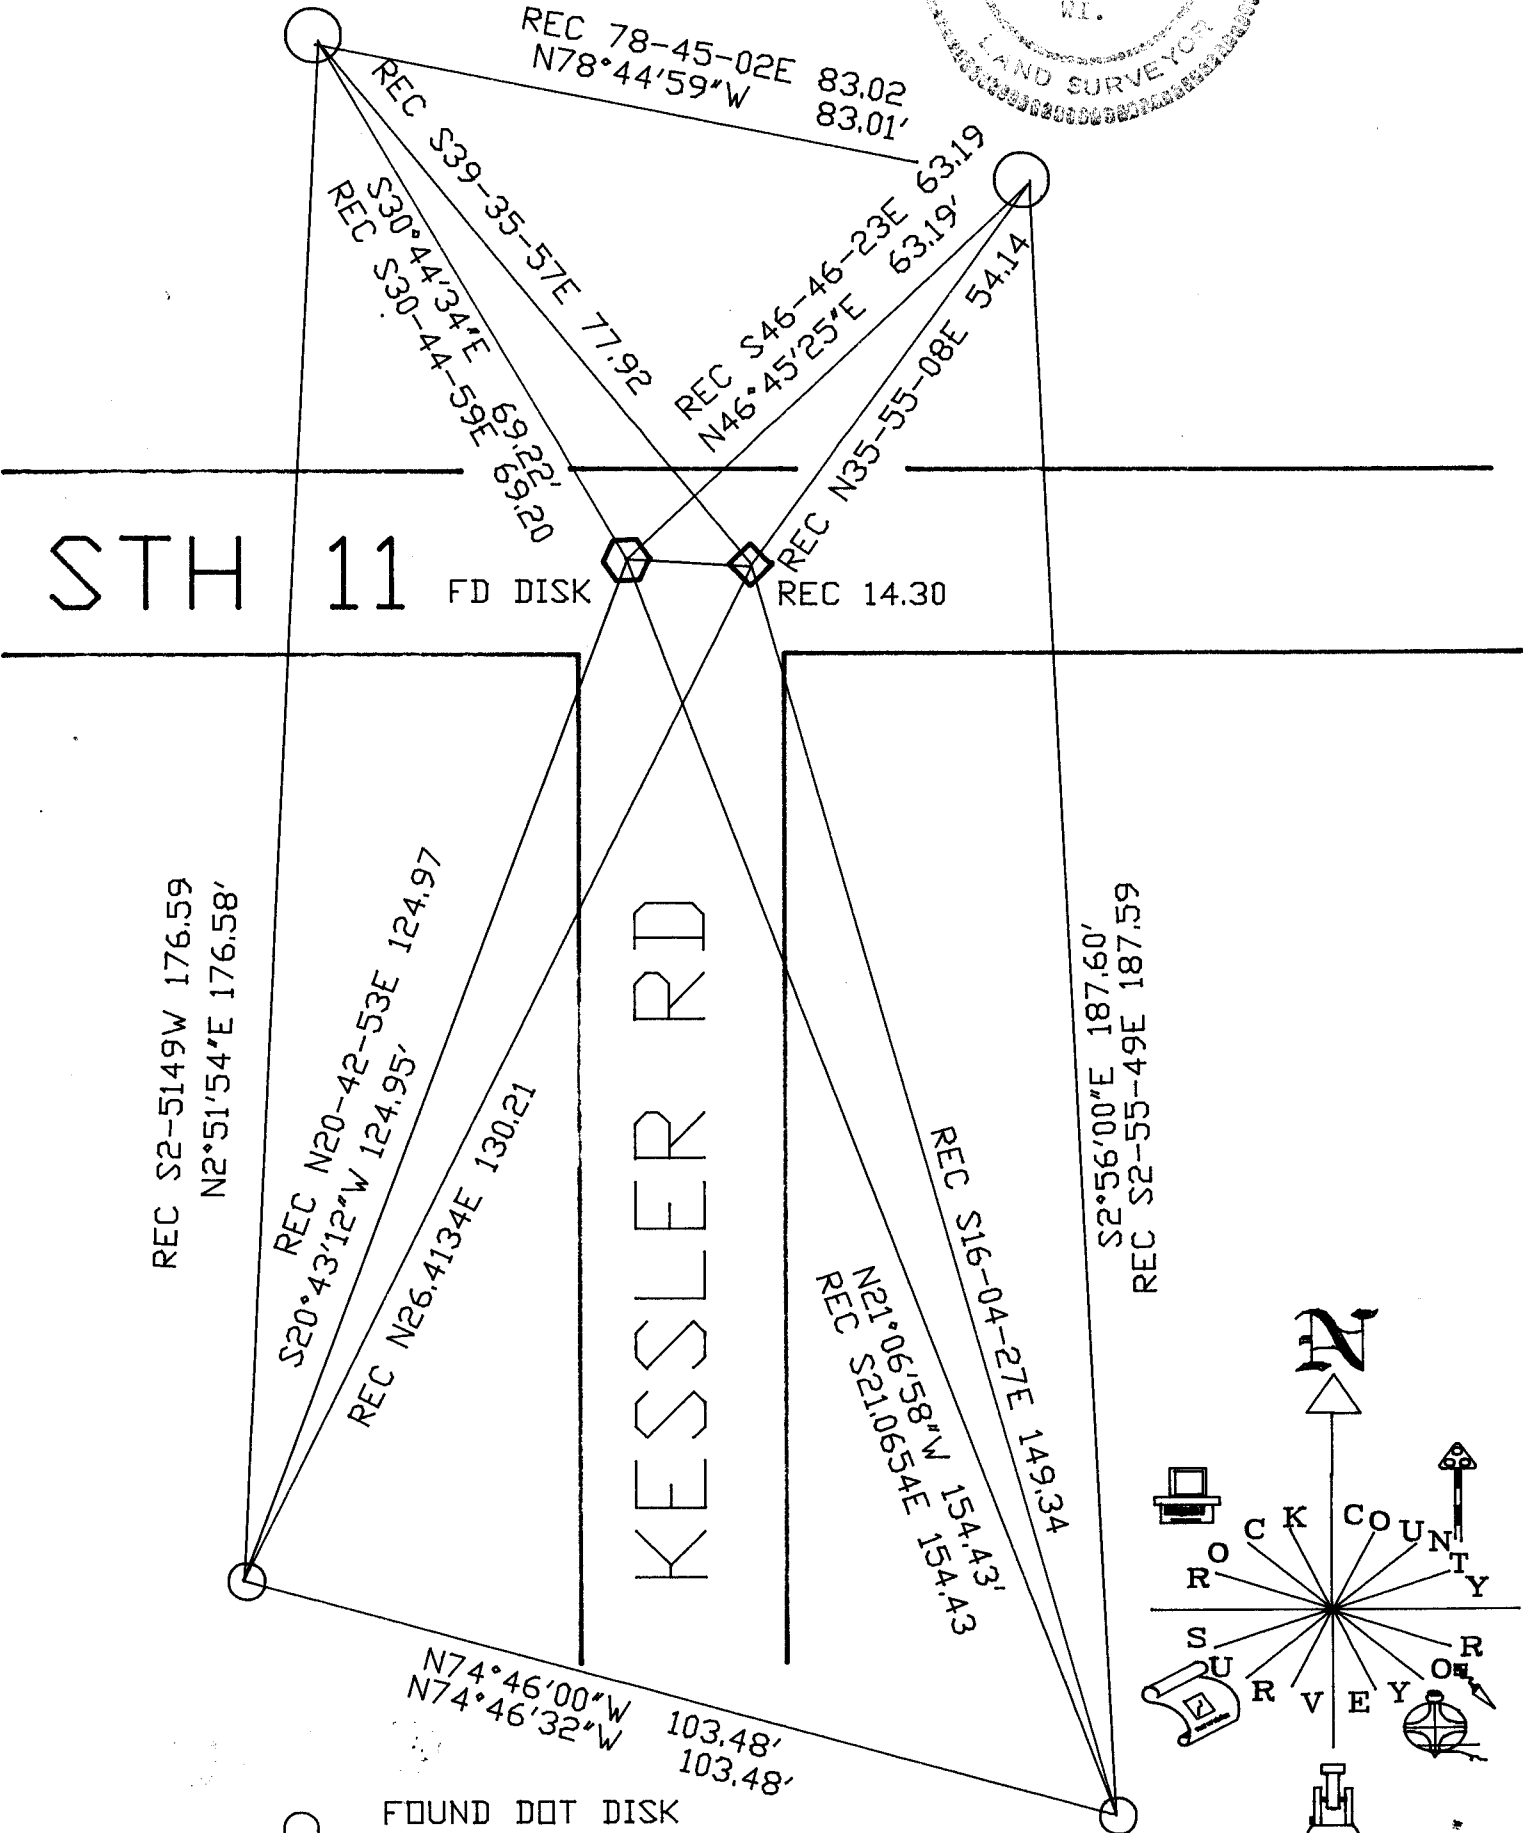 WI.
LAND SURVEYOR
REC 78-45-02E 83.02
N78°44'59"W 83.01'
REC S39-35-57E 77.92
S30°44'34"E 69.22'
REC S30-44-59E 69.20
REC S46-46-23E 63.19
N46°45'25"E 63.19'
REC N35-55-08E 54.14
STH 11
FD DISK
REC 14.30
REC S2-5149W 176.59
N2°51'54"E 176.58'
REC N20-42-53E 124.97
S20°43'12"W 124.95'
REC N26.4134E 130.21
KESSLER RD
S2°56'00"E 187.60'
REC S2-55-49E 187.59
REC S16-04-27E 149.34
N21°06'58"W 154.43'
REC S21.0654E 154.43
N74°46'00"W 103.48'
N74°46'32"W 103.48'
FOUND DOT DISK
N
ROCK COUNTY
SURVEYOR